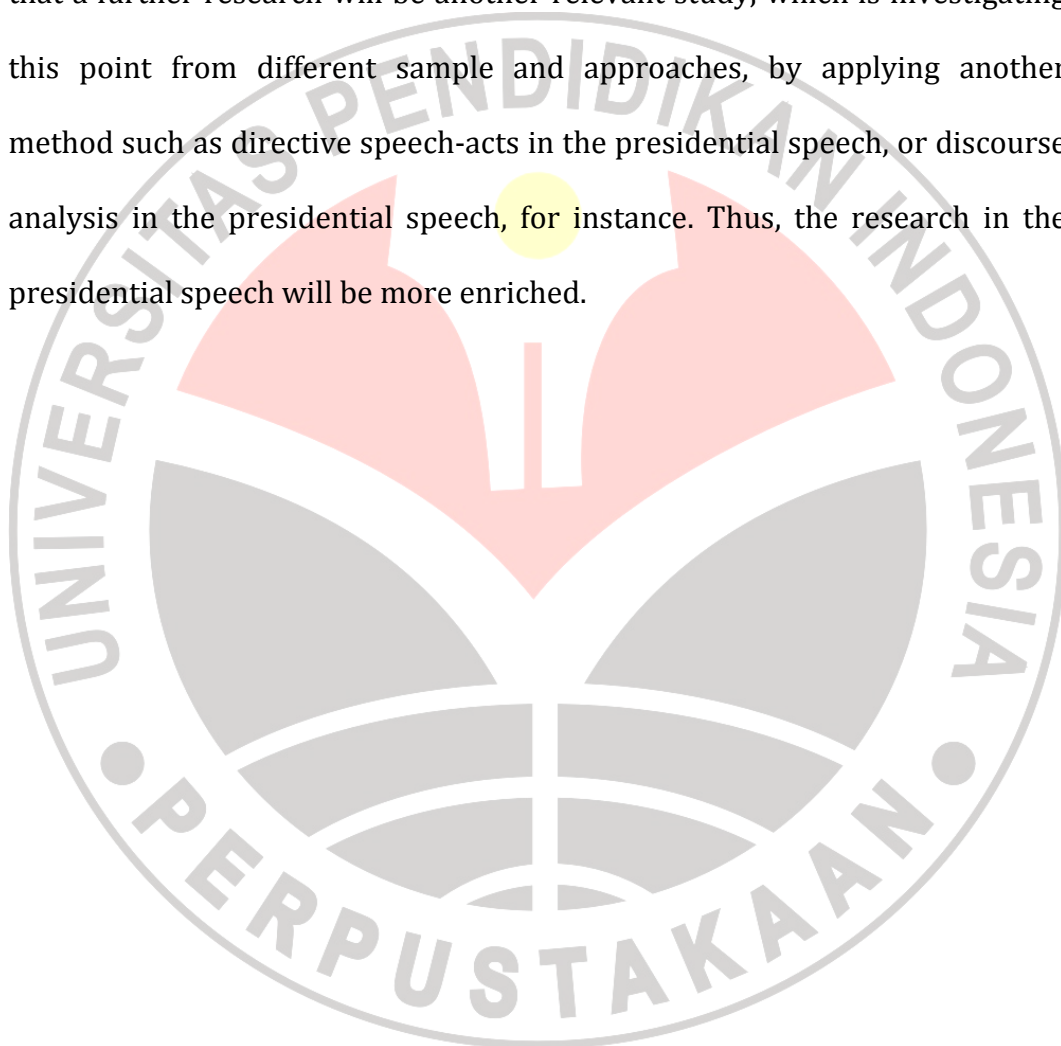 that a further research will be another relevant study, which is investigating
this point from different sample and approaches, by applying another
method such as directive speech-acts in the presidential speech, or discourse
analysis in the presidential speech, for instance. Thus, the research in the
presidential speech will be more enriched.
UNIVERSITAS PENDIDIKAN INDONESIA
PERPUSTAKAAN